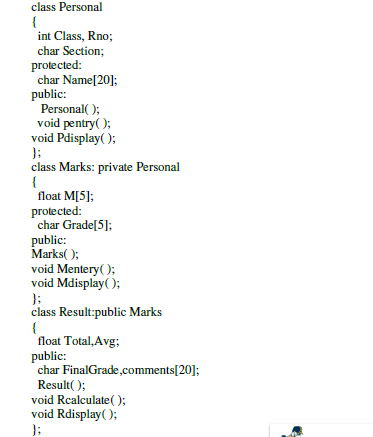 class Personal
{
int Class, Rno;
char Section;
protected:
char Name[20];
public:
Personal( );
void pentry( );
void Pdisplay( );
};
class Marks: private Personal
{
float M[5];
protected:
char Grade[5];
public:
Marks( );
void Mentery( );
void Mdisplay( );
};
class Result:public Marks
{
float Total,Avg;
public:
char FinalGrade,comments[20];
Result( );
void Rcalculate( );
void Rdisplay( );
};